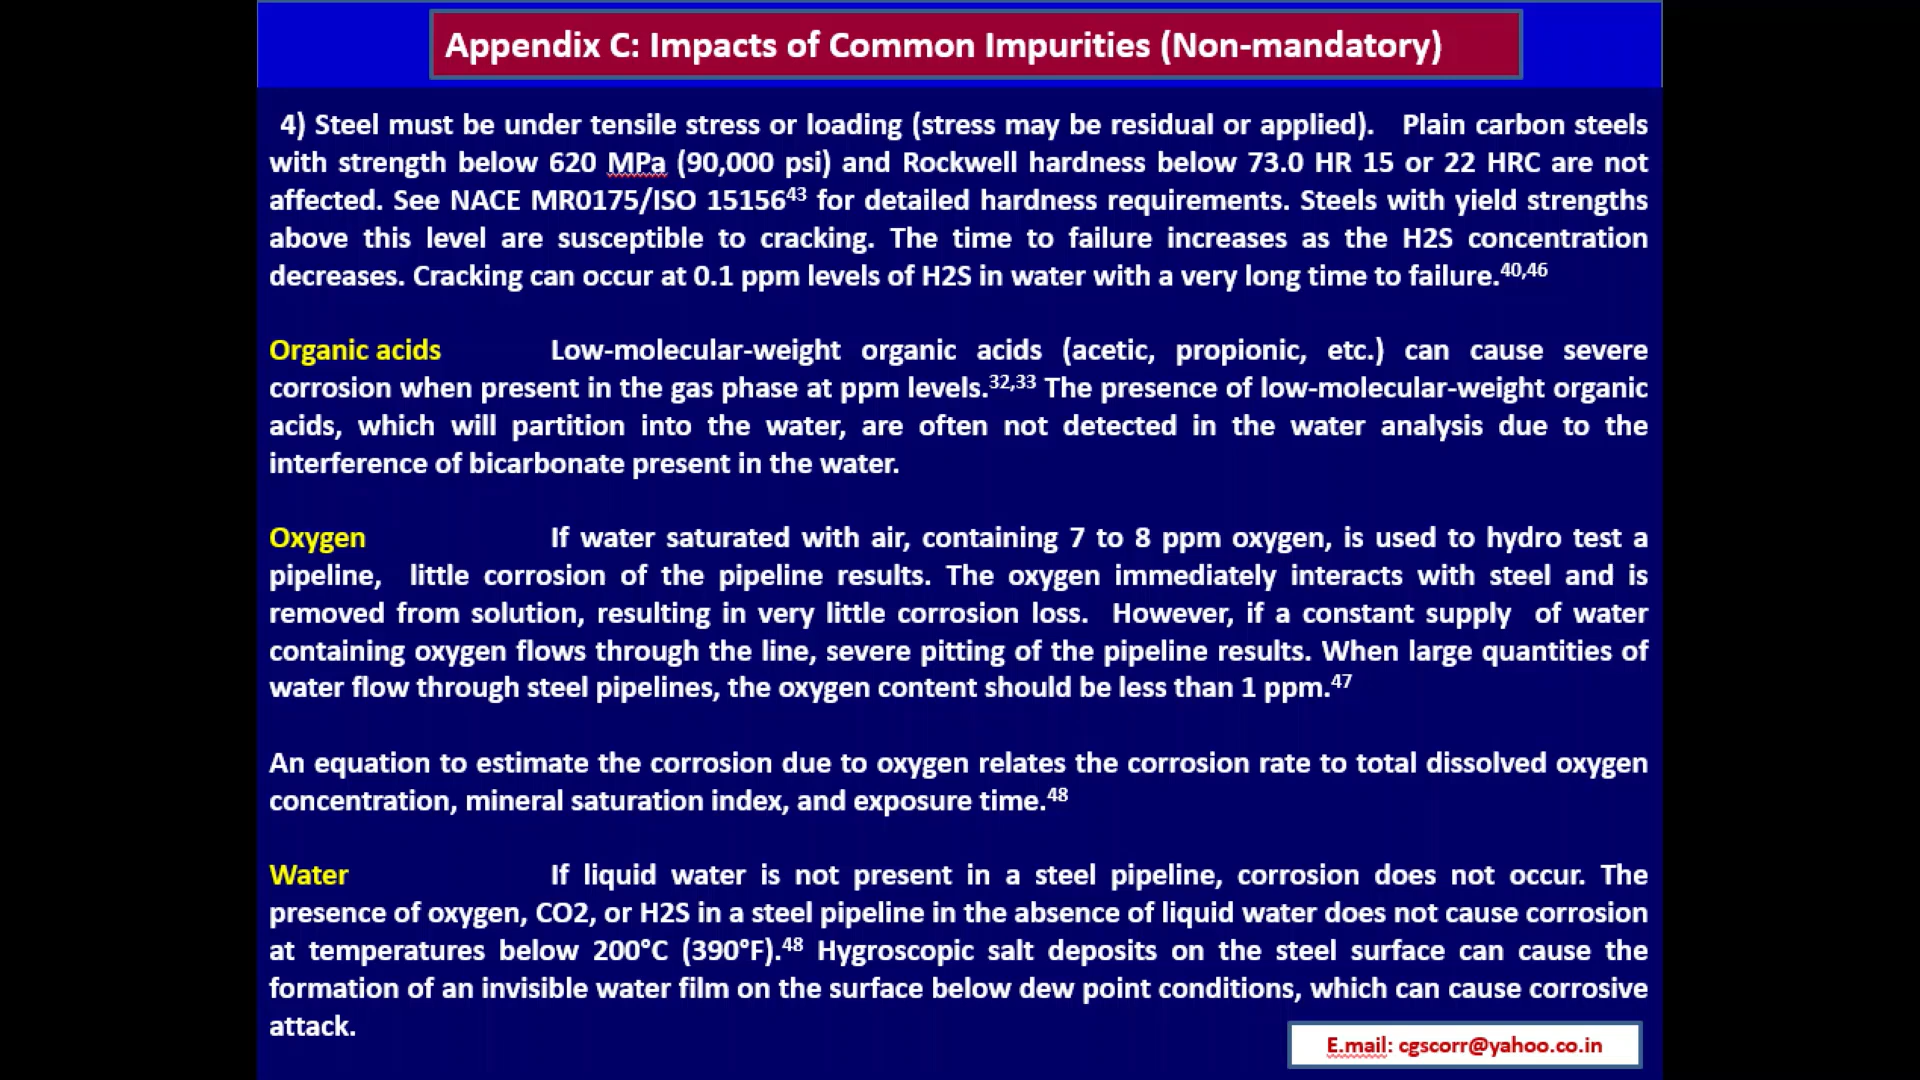 Appendix C: Impacts of Common Impurities (Non-mandatory)
4) Steel must be under tensile stress or loading (stress may be residual or applied). Plain carbon steels
with strength below 620 MPa (90,000 psi) and Rockwell hardness below 73.0 HR 15 or 22 HRC are not
affected. See NACE MR0175/ISO 15156⁴³ for detailed hardness requirements. Steels with yield strengths
above this level are susceptible to cracking. The time to failure increases as the H2S concentration
decreases. Cracking can occur at 0.1 ppm levels of H2S in water with a very long time to failure.⁴⁰,⁴⁶
Organic acids Low-molecular-weight organic acids (acetic, propionic, etc.) can cause severe
corrosion when present in the gas phase at ppm levels.³²,³³ The presence of low-molecular-weight organic
acids, which will partition into the water, are often not detected in the water analysis due to the
interference of bicarbonate present in the water.
Oxygen If water saturated with air, containing 7 to 8 ppm oxygen, is used to hydro test a
pipeline, little corrosion of the pipeline results. The oxygen immediately interacts with steel and is
removed from solution, resulting in very little corrosion loss. However, if a constant supply of water
containing oxygen flows through the line, severe pitting of the pipeline results. When large quantities of
water flow through steel pipelines, the oxygen content should be less than 1 ppm.⁴⁷
An equation to estimate the corrosion due to oxygen relates the corrosion rate to total dissolved oxygen
concentration, mineral saturation index, and exposure time.⁴⁸
Water If liquid water is not present in a steel pipeline, corrosion does not occur. The
presence of oxygen, CO2, or H2S in a steel pipeline in the absence of liquid water does not cause corrosion
at temperatures below 200°C (390°F).⁴⁸ Hygroscopic salt deposits on the steel surface can cause the
formation of an invisible water film on the surface below dew point conditions, which can cause corrosive
attack.
E.mail: cgscorr@yahoo.co.in